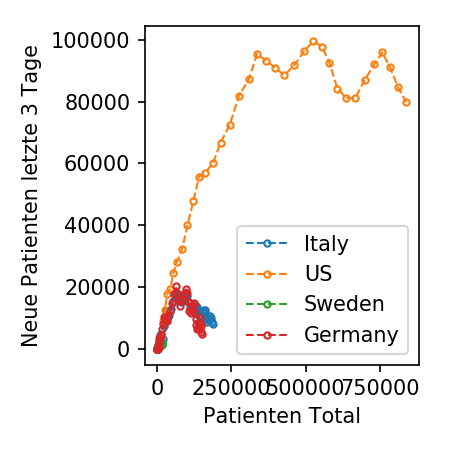 Neue Patienten letzte 3 Tage
100000
80000
60000
40000
20000
0
Italy
US
Sweden
Germany
0 250000 500000 750000
Patienten Total